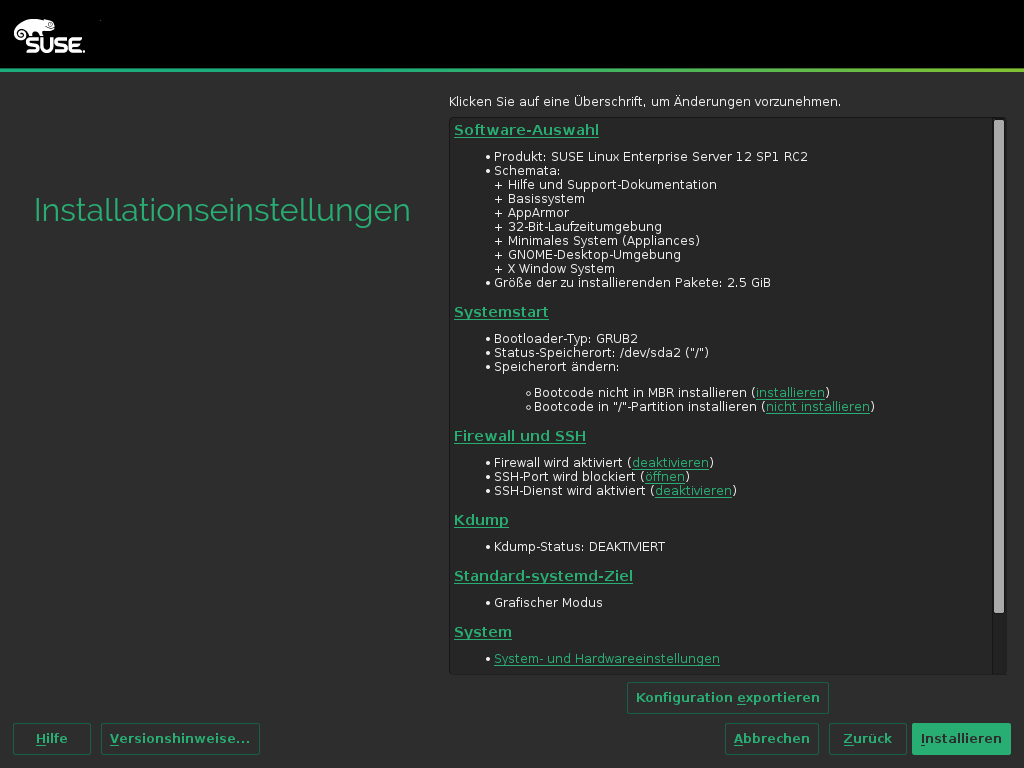 SUSE.
Klicken Sie auf eine Überschrift, um Änderungen vorzunehmen.
Installationseinstellungen
Software-Auswahl
• Produkt: SUSE Linux Enterprise Server 12 SP1 RC2
• Schemata:
+ Hilfe und Support-Dokumentation
+ Basissystem
+ AppArmor
+ 32-Bit-Laufzeitumgebung
+ Minimales System (Appliances)
+ GNOME-Desktop-Umgebung
+ X Window System
• Größe der zu installierenden Pakete: 2.5 GiB
Systemstart
• Bootloader-Typ: GRUB2
• Status-Speicherort: /dev/sda2 ("/")
• Speicherort ändern:
◦ Bootcode nicht in MBR installieren (installieren)
◦ Bootcode in "/"-Partition installieren (nicht installieren)
Firewall und SSH
• Firewall wird aktiviert (deaktivieren)
• SSH-Port wird blockiert (öffnen)
• SSH-Dienst wird aktiviert (deaktivieren)
Kdump
• Kdump-Status: DEAKTIVIERT
Standard-systemd-Ziel
• Grafischer Modus
System
• System- und Hardwareeinstellungen
Konfiguration exportieren
Hilfe Versionshinweise... Abbrechen Zurück Installieren